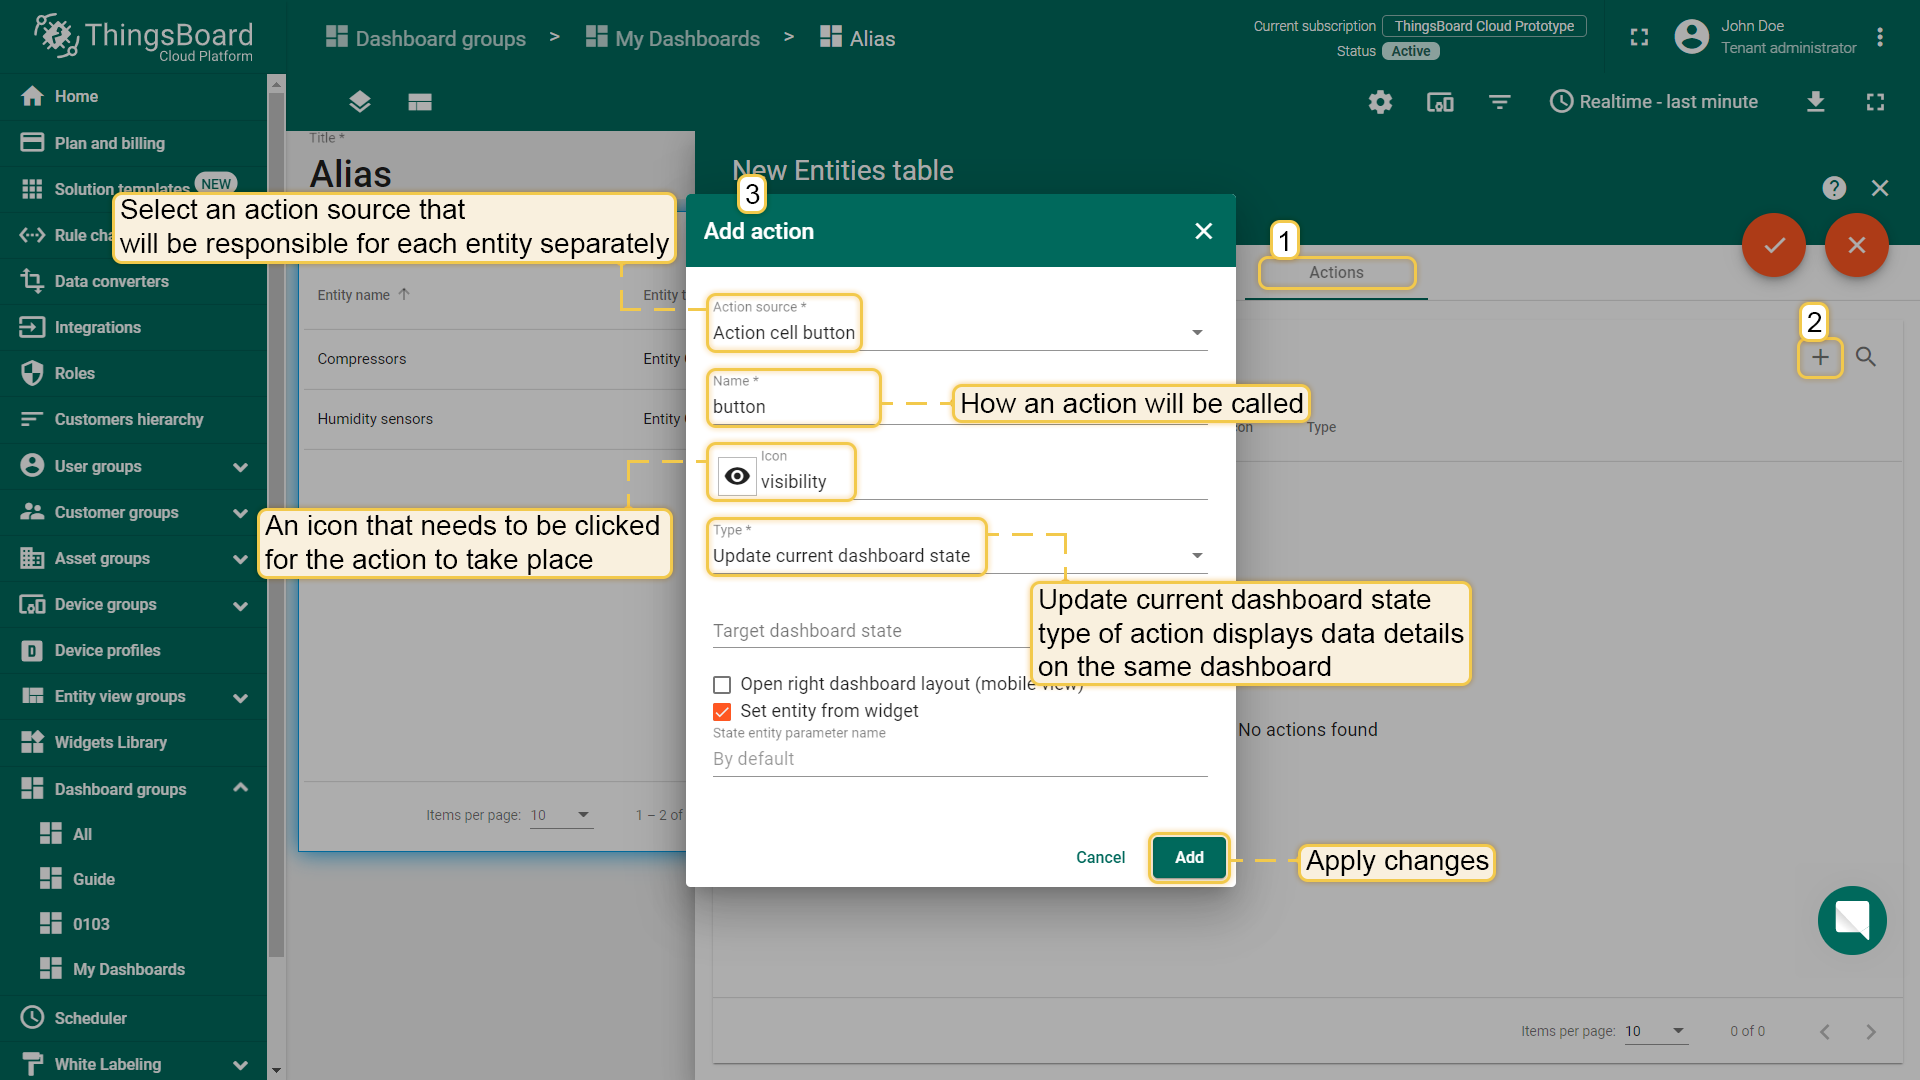 ThingsBoard
Cloud Platform
Dashboard groups > My Dashboards > Alias
Current subscription ThingsBoard Cloud Prototype
Status Active
John Doe
Tenant administrator
Realtime - last minute
Home
Plan and billing
Solution templates NEW
Rule cha
Data converters
Integrations
Roles
Customers hierarchy
User groups
Customer groups
Asset groups
Device groups
Device profiles
Entity view groups
Widgets Library
Dashboard groups
All
Guide
0103
My Dashboards
Scheduler
White Labeling
Title *
Alias
Select an action source that
will be responsible for each entity separately
Entity name Entity t
Compressors Entity
Humidity sensors Entity
An icon that needs to be clicked
for the action to take place
Items per page: 10 1 – 2 of
New Entities table
3
Add action
Action source *
Action cell button
Name *
button
How an action will be called
Icon
visibility
Type *
Update current dashboard state
Update current dashboard state
type of action displays data details
on the same dashboard
Target dashboard state
Open right dashboard layout (mobile view)
Set entity from widget
State entity parameter name
By default
Cancel
Add
Apply changes
1
Actions
2
+
con Type
No actions found
Items per page: 10 0 of 0